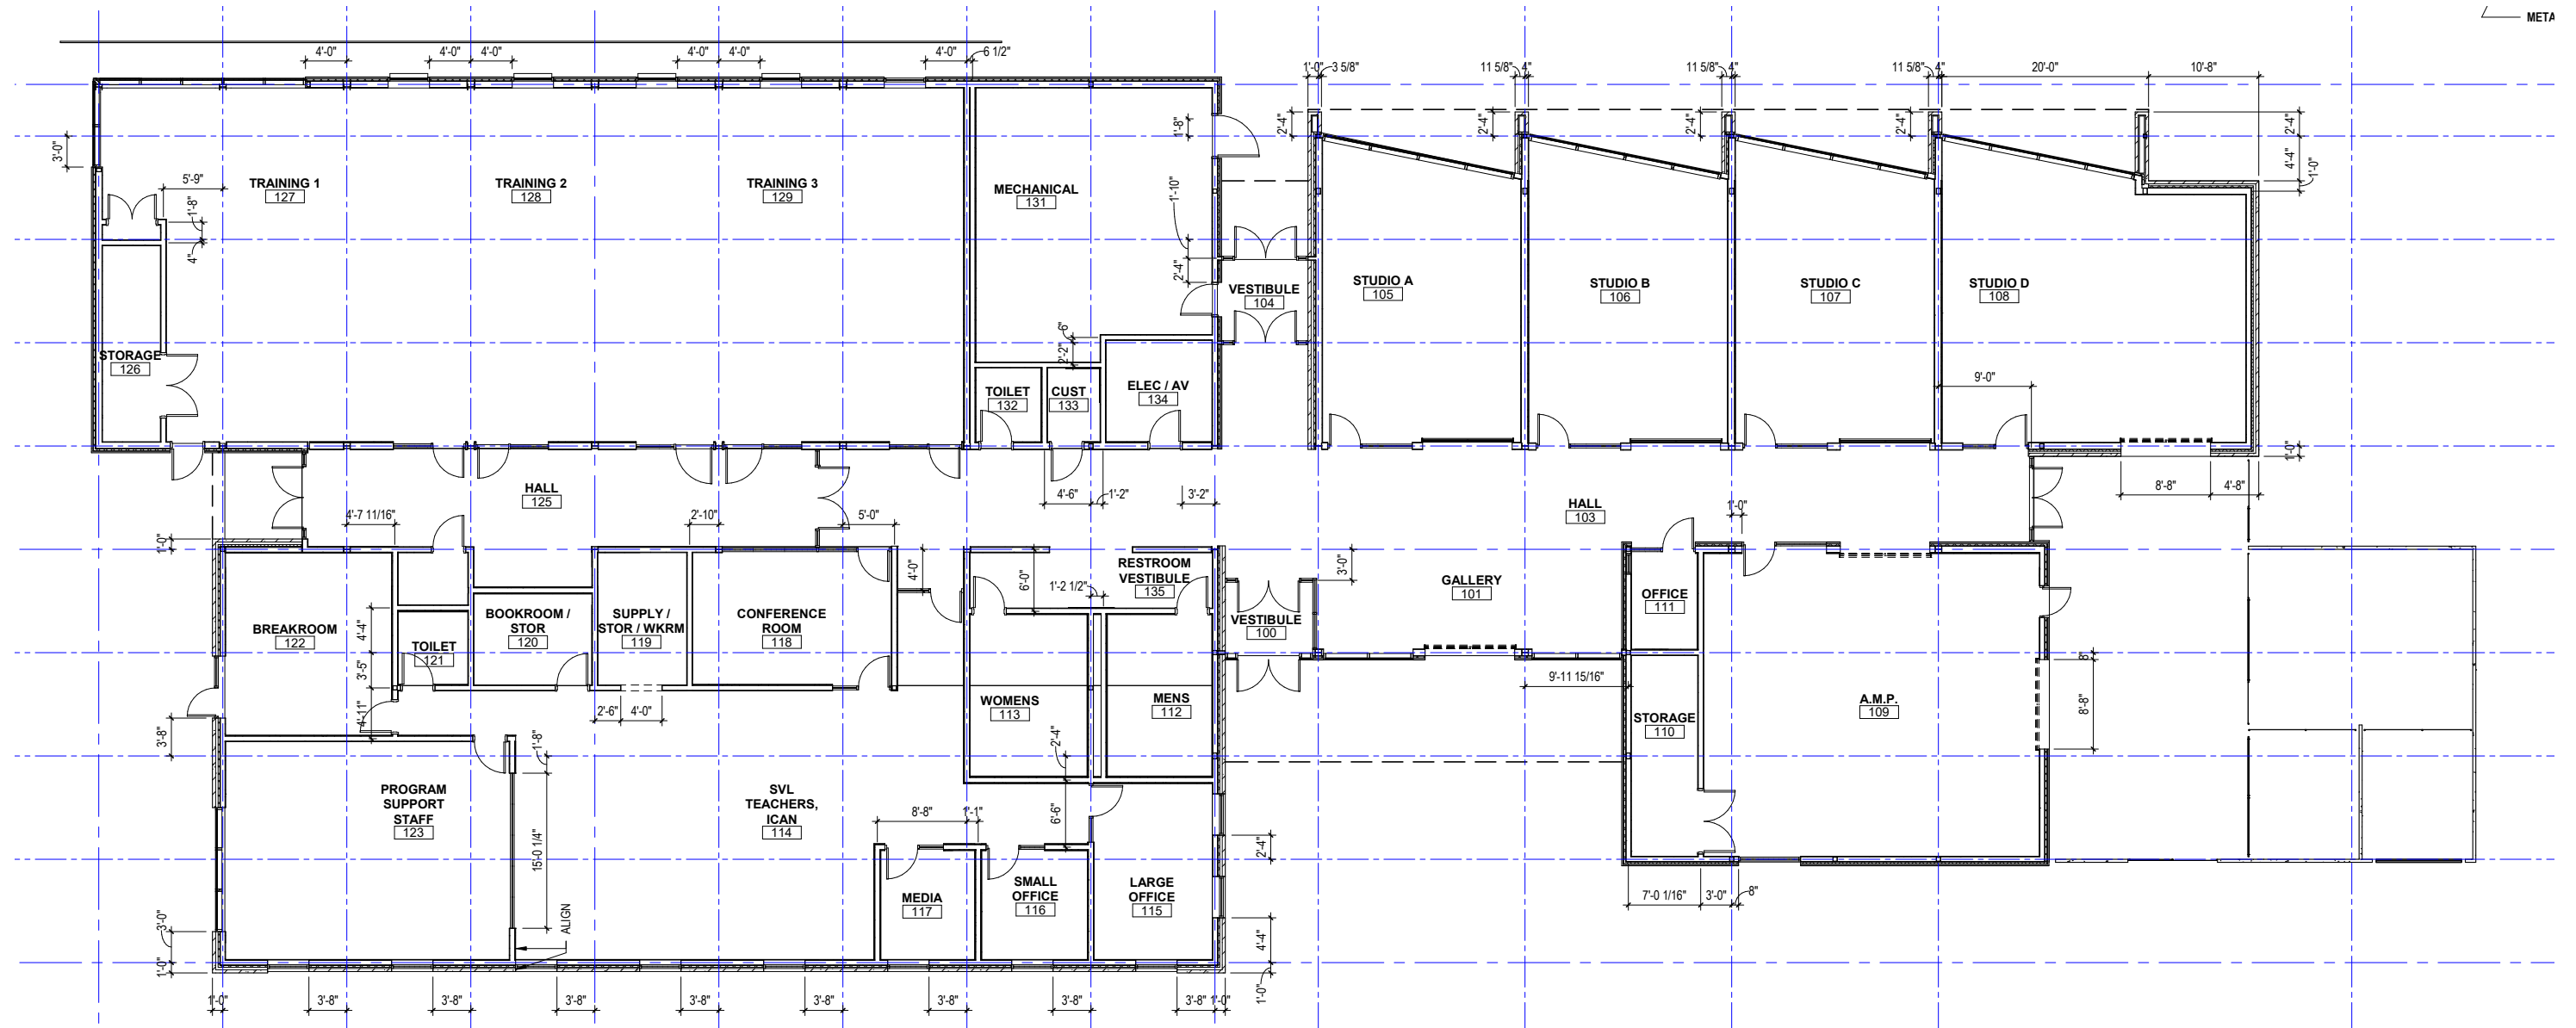 META
4'-0"
4'-0"
4'-0"
4'-0"
4'-0"
4'-0"
6 1/2"
1'-0"
3 5/8"
11 5/8"
4"
11 5/8"
4"
11 5/8"
4"
20'-0"
10'-8"
2'-4"
2'-4"
2'-4"
2'-4"
2'-4"
4'-4"
1'-0"
3'-0"
1'-8"
5'-9"
1'-8"
4"
1'-10"
2'-4"
TRAINING 1
127
TRAINING 2
128
TRAINING 3
129
MECHANICAL
131
VESTIBULE
104
STUDIO A
105
STUDIO B
106
STUDIO C
107
STUDIO D
108
STORAGE
126
6"
2'-2"
TOILET
132
CUST
133
ELEC / AV
134
9'-0"
1'-0"
8'-8"
4'-8"
HALL
125
4'-7 11/16"
2'-10"
5'-0"
4'-6"
1'-2"
3'-2"
HALL
103
1'-0"
1'-0"
BREAKROOM
122
4'-4"
3'-5"
4'-11"
TOILET
121
BOOKROOM /
STOR
120
SUPPLY /
STOR / WKRM
119
CONFERENCE
ROOM
118
4'-0"
6'-0"
1'-2 1/2"
RESTROOM
VESTIBULE
135
VESTIBULE
100
3'-0"
GALLERY
101
OFFICE
111
8"
8'-8"
9'-11 15/16"
STORAGE
110
A.M.P.
109
WOMENS
113
MENS
112
2'-6"
4'-0"
3'-8"
1'-8"
2'-4"
PROGRAM
SUPPORT
STAFF
123
15'-0 1/4"
SVL
TEACHERS,
ICAN
114
8'-8"
1'-1"
6'-6"
2'-4"
MEDIA
117
SMALL
OFFICE
116
LARGE
OFFICE
115
7'-0 1/16"
3'-0"
8"
ALIGN
3'-0"
1'-0"
4'-4"
1'-0"
1'-0"
3'-8"
3'-8"
3'-8"
3'-8"
3'-8"
3'-8"
3'-8"
3'-8"
1'-0"